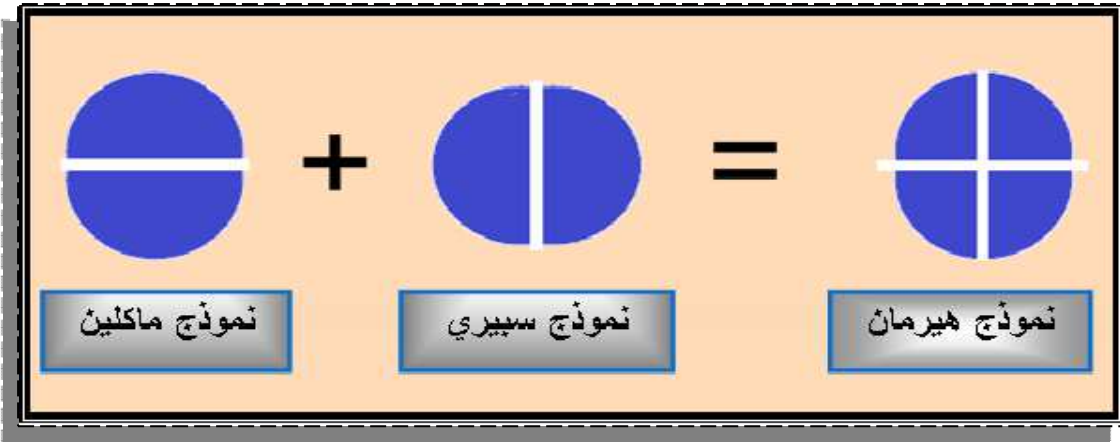 +
=
نموذج ماكلين
نموذج سبيري
نموذج هيرمان